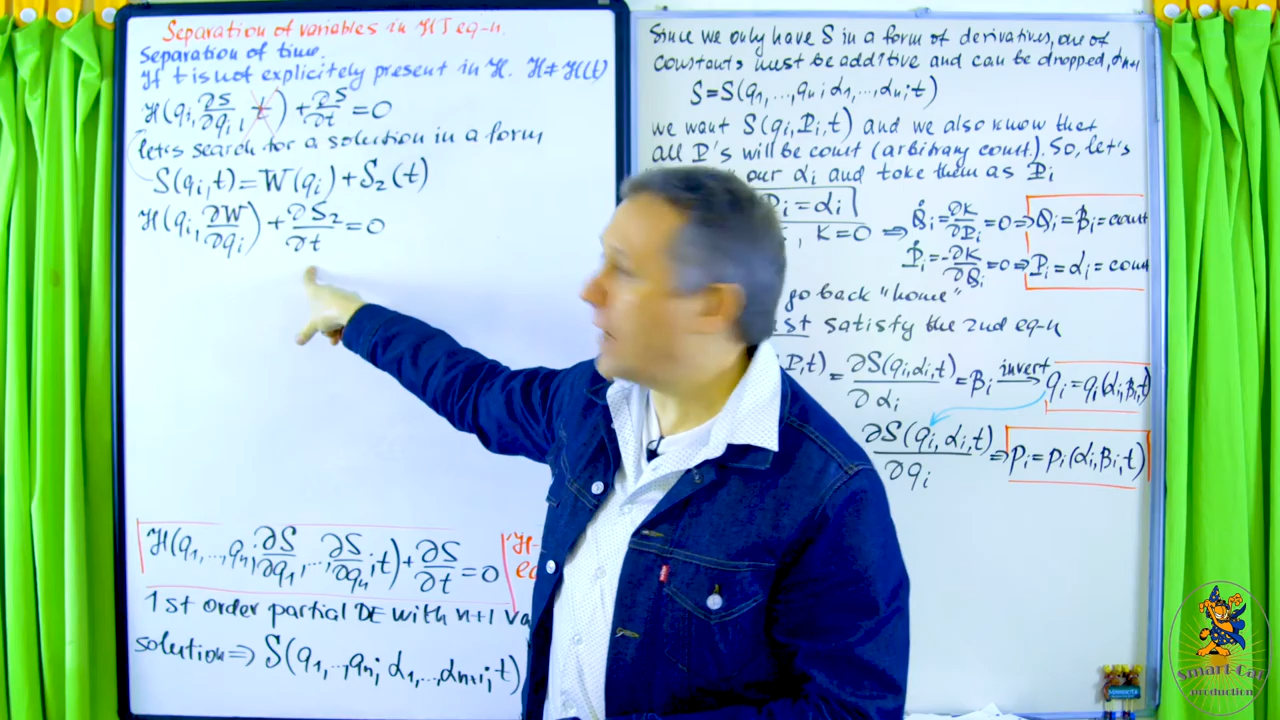 Separation of variables in HJ eq-n.
Separation of time.
If t is not explicitely present in ℋ. ℋ≠ℋ(t)
ℋ(qᵢ, ∂S/∂qᵢ, t) + ∂S/∂t = 0
let's search for a solution in a form
S(qᵢ,t) = W(qᵢ) + S₂(t)
ℋ(qᵢ, ∂W/∂qᵢ) + ∂S₂/∂t = 0
ℋ(q₁,...,qₙ; ∂S/∂q₁,...,∂S/∂qₙ; t) + ∂S/∂t = 0
1st order partial DE with n+1
solution ⇒ S(q₁,..,qₙ; α₁,..,αₙ₊₁; t)
Since we only have S in a form of derivatives, one of
constants must be additive and can be dropped, αₙ₊₁
S = S(q₁,...,qₙ; α₁,...,αₙ; t)
we want S(qᵢ, Pᵢ, t) and we also know that
all P's will be const (arbitrary const.). So, let's
our αᵢ and take them as Pᵢ
Pᵢ = αᵢ
, K=0 ⇒ Q̇ᵢ = ∂K/∂Pᵢ = 0 ⇒ Qᵢ = βᵢ = const
Ṗᵢ = -∂K/∂Qᵢ = 0 ⇒ Pᵢ = αᵢ = con
go back "home"
satisfy the 2nd eq-n
P,t) = ∂S(qᵢ,αᵢ,t)/∂αᵢ = βᵢ invert → qᵢ = qᵢ(αᵢ,βᵢ,t)
∂S(qᵢ, αᵢ, t)/∂qᵢ ⇒ pᵢ = pᵢ(αᵢ,βᵢ,t)
Smart Cat
production